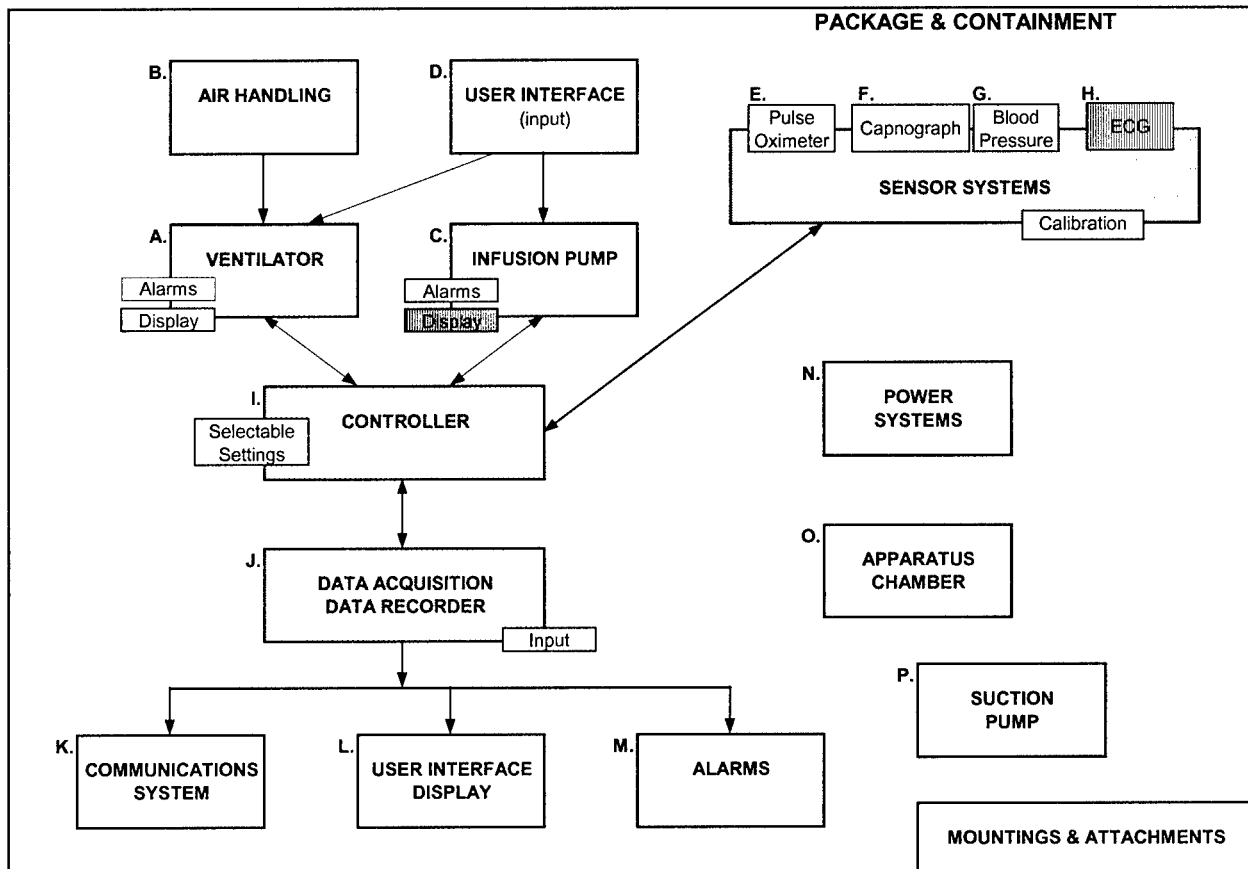 PACKAGE & CONTAINMENT
B.
AIR HANDLING
D.
USER INTERFACE
(input)
E.
Pulse
Oximeter
F.
Capnograph
G.
Blood
Pressure
H.
ECG
SENSOR SYSTEMS
Calibration
A.
VENTILATOR
Alarms
Display
C.
INFUSION PUMP
Alarms
Display
I.
CONTROLLER
Selectable
Settings
N.
POWER
SYSTEMS
J.
DATA ACQUISITION
DATA RECORDER
Input
O.
APPARATUS
CHAMBER
P.
SUCTION
PUMP
K.
COMMUNICATIONS
SYSTEM
L.
USER INTERFACE
DISPLAY
M.
ALARMS
MOUNTINGS & ATTACHMENTS